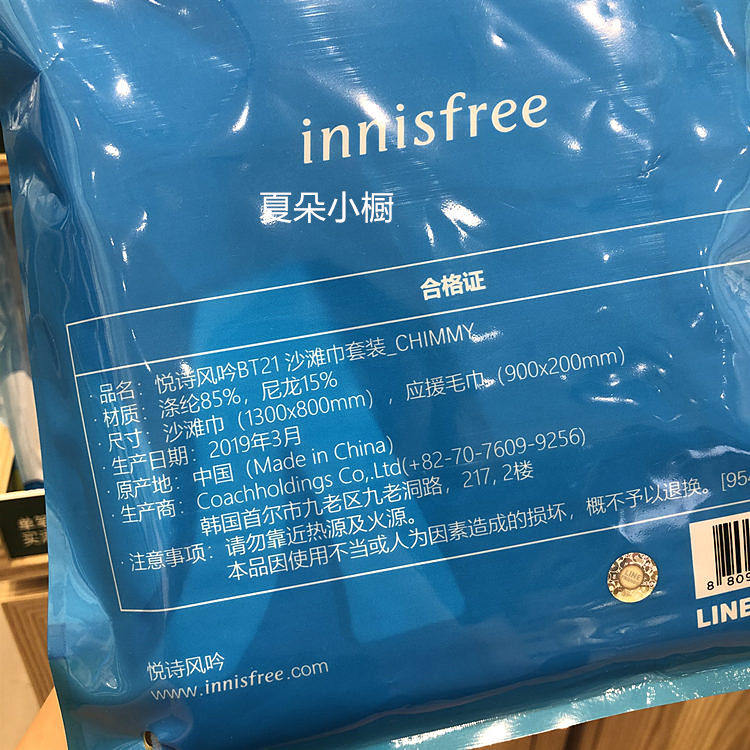 innisfree
夏朵小橱
合格证
· 品名：悦诗风吟BT21 沙滩巾套装_CHIMMY
· 材质：涤纶85%，尼龙15%
· 尺寸：沙滩巾（1300x800mm），应援毛巾（900x200mm）
· 生产日期：2019年3月
· 原产地：中国（Made in China）
· 生产商：Coachholdings Co,.Ltd(+82-70-7609-9256)
韩国首尔市九老区九老洞路，217, 2楼
· 注意事项：请勿靠近热源及火源。
本品因使用不当或人为因素造成的损坏，概不予以退换。[954
8 809
LINE
悦诗风吟
www.innisfree.com